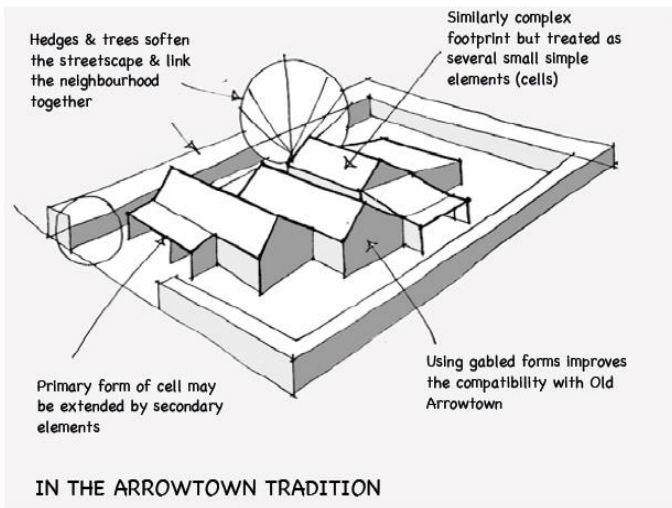 Hedges & trees soften
the streetscape & link
the neighbourhood
together
Similarly complex
footprint but treated as
several small simple
elements (cells)
Primary form of cell may
be extended by secondary
elements
Using gabled forms improves
the compatibility with Old
Arrowtown
IN THE ARROWTOWN TRADITION